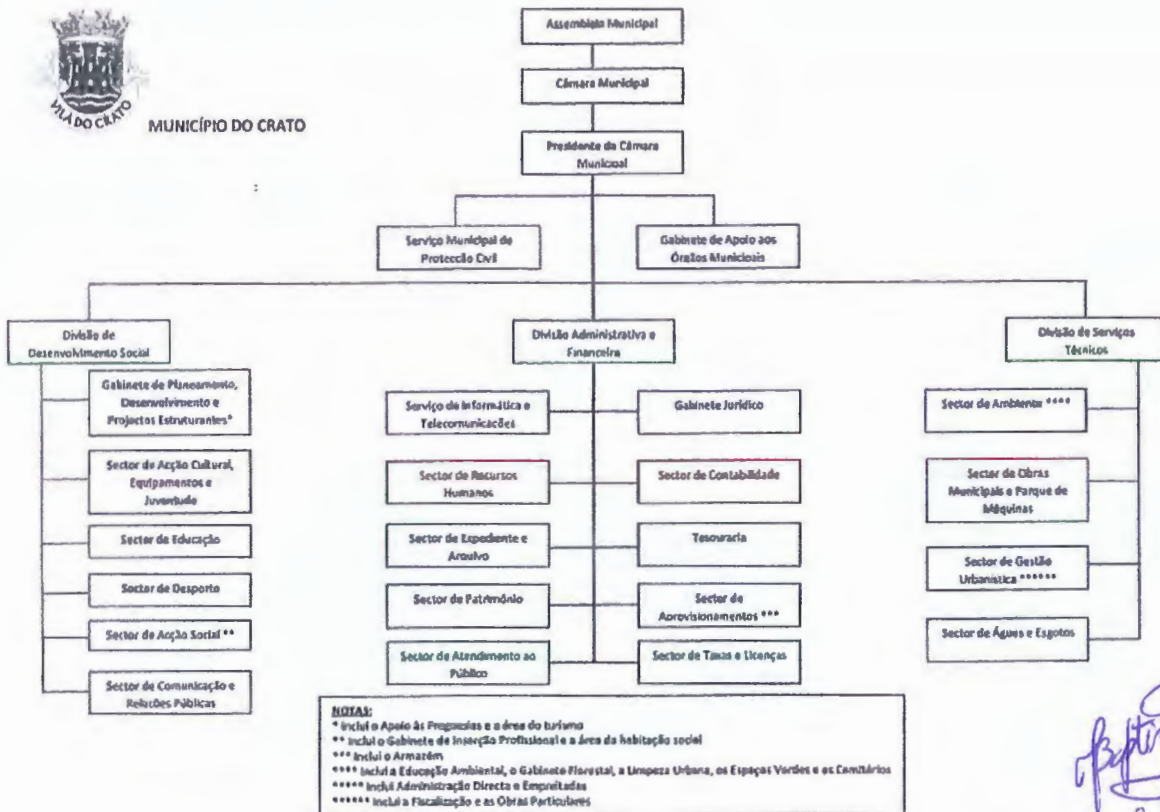 Assembleia Municipal
Câmara Municipal
Presidente da Câmara
Municipal
VILA DO CRATO
MUNICÍPIO DO CRATO
Serviço Municipal de
Protecção Civil
Gabinete de Apoio aos
Órgãos Municipais
Divisão de
Desenvolvimento Social
Divisão Administrativa e
Financeira
Divisão de Serviços
Técnicos
Gabinete de Planeamento,
Desenvolvimento e
Projectos Estruturantes*
Sector de Acção Cultural,
Equipamentos e
Juventude
Sector de Educação
Sector de Desporto
Sector de Acção Social **
Sector de Comunicação e
Relações Públicas
Serviço de Informática e
Telecomunicações
Gabinete Jurídico
Sector de Recursos
Humanos
Sector de Contabilidade
Sector de Expediente e
Arquivo
Tesouraria
Sector de Património
Sector de
Aprovisionamentos ***
Sector de Atendimento ao
Público
Sector de Taxas e Licenças
Sector de Ambiente ****
Sector de Obras
Municipais e Parque de
Máquinas
Sector de Gestão
Urbanística ******
Sector de Águas e Esgotos
NOTAS:
* Inclui o Apoio às Freguesias e a área do turismo
** Inclui o Gabinete de Inserção Profissional e a área da habitação social
*** Inclui o Armazém
**** Inclui a Educação Ambiental, o Gabinete Florestal, a Limpeza Urbana, os Espaços Verdes e os Cemitérios
***** Inclui Administração Directa e Empreitadas
****** Inclui a Fiscalização e as Obras Particulares